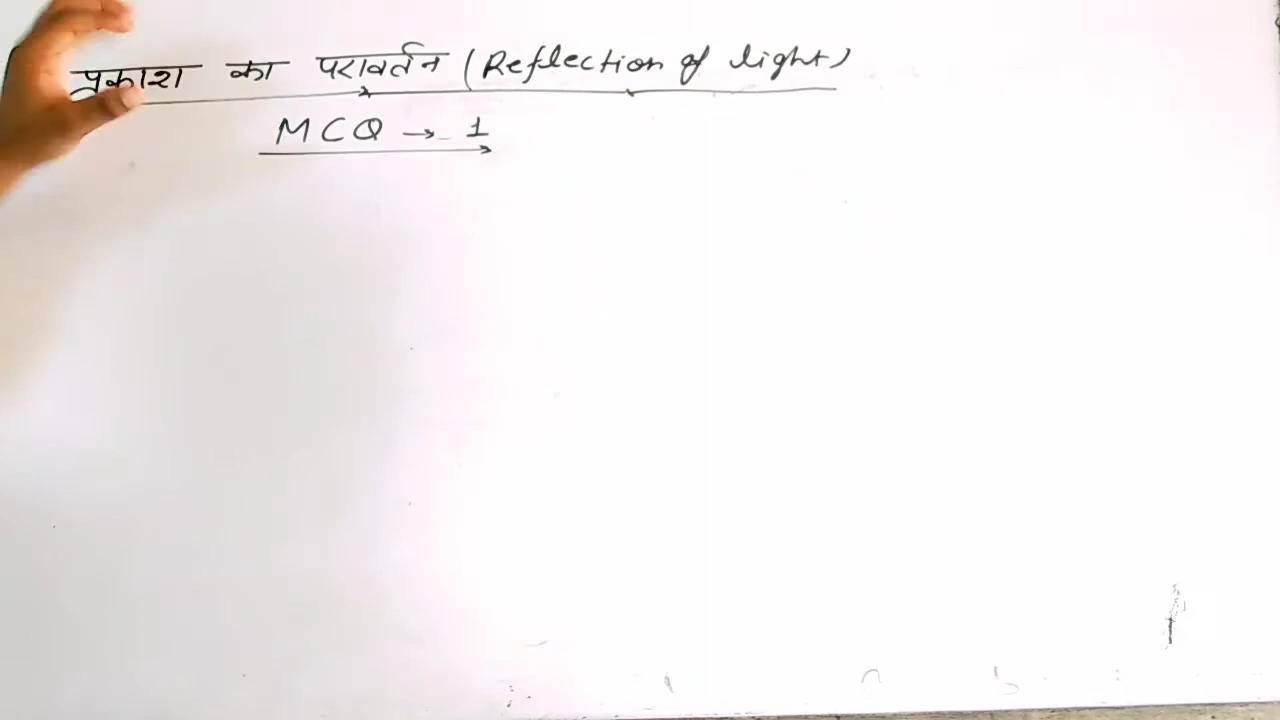 प्रकाश का परावर्तन (Reflection of light)
MCQ → 1